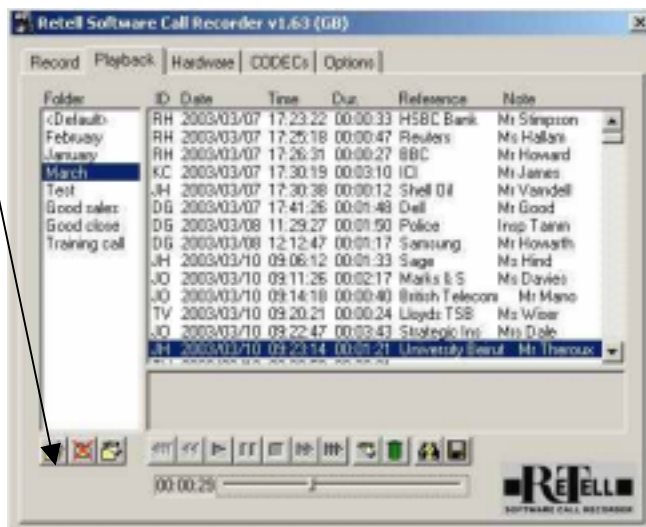 Retell Software Call Recorder v1.63 (GB)
Record Playback Hardware CODECs Options
Folder
<Default>
February
January
March
Test
Good sales
Good close
Training call
ID Date Time Dur. Reference Note
RH 2003/03/07 17:23:22 00:00:33 HSBC Bank Mr Stimpson
RH 2003/03/07 17:25:18 00:00:47 Reuters Ms Hallam
RH 2003/03/07 17:26:31 00:00:27 BBC Mr Howard
KC 2003/03/07 17:30:19 00:03:10 ICI Mr James
JH 2003/03/07 17:30:38 00:00:12 Shell Oil Mr Varndell
DG 2003/03/07 17:41:26 00:01:48 Dell Mr Good
DG 2003/03/08 11:29:27 00:01:50 Police Insp Tamm
DG 2003/03/08 12:12:47 00:01:17 Samsung Mr Howarth
JH 2003/03/10 09:06:12 00:01:33 Sage Ms Hind
JO 2003/03/10 09:11:26 00:02:17 Marks & S Ms Davies
JO 2003/03/10 09:14:18 00:00:40 British Telecom Mr Mano
TV 2003/03/10 09:20:21 00:00:24 Lloyds TSB Ms Wiser
JO 2003/03/10 09:22:47 00:03:43 Strategic Ins Mrs Dale
JH 2003/03/10 09:23:14 00:01:21 University Beirut Mr Theroux
00:00:29
RETELL
SOFTWARE CALL RECORDER